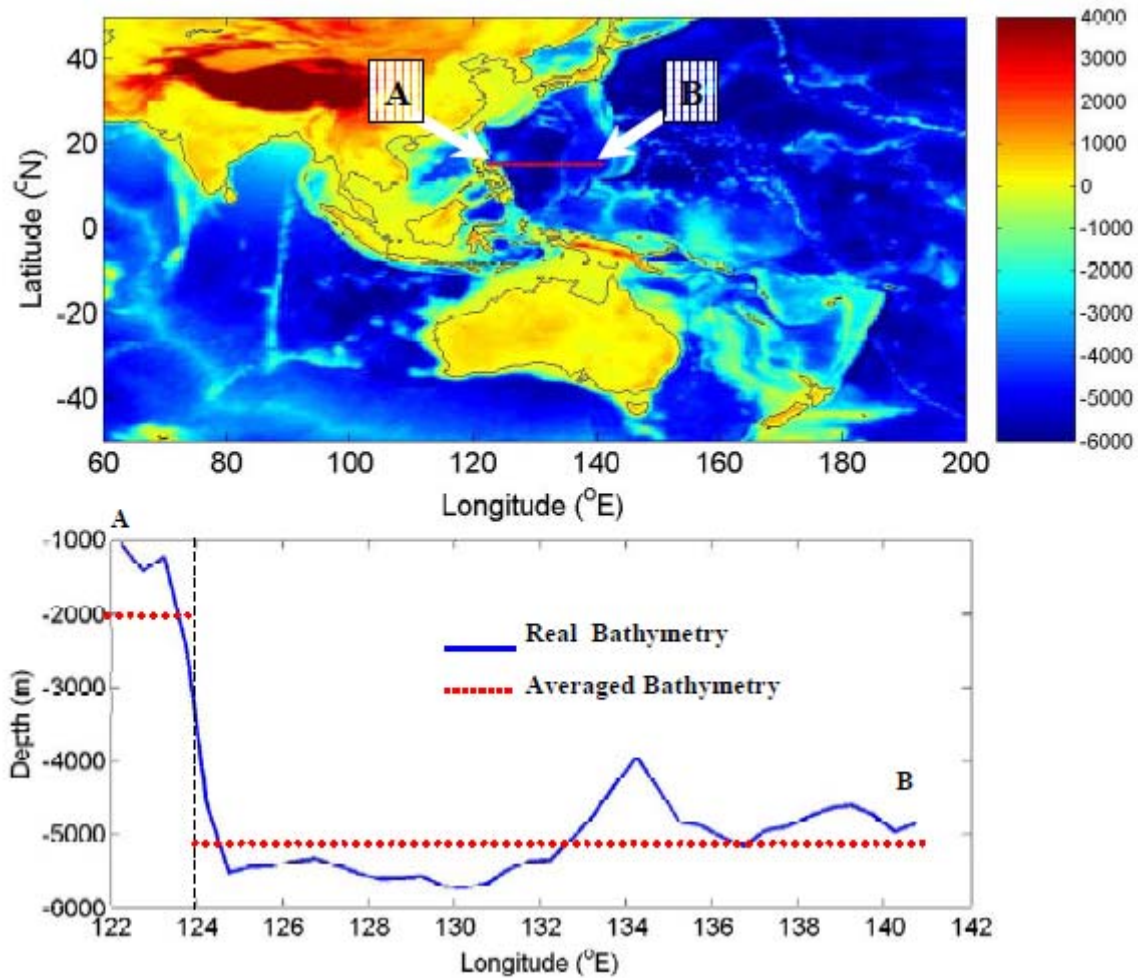 40
20
0
-20
-40
Latitude (°N)
A
B
60 80 100 120 140 160 180 200
Longitude (°E)
4000
3000
2000
1000
0
-1000
-2000
-3000
-4000
-5000
-6000
A
-1000
-2000
-3000
-4000
-5000
-6000
Depth (m)
Real Bathymetry
Averaged Bathymetry
B
122 124 126 128 130 132 134 136 138 140 142
Longitude (°E)